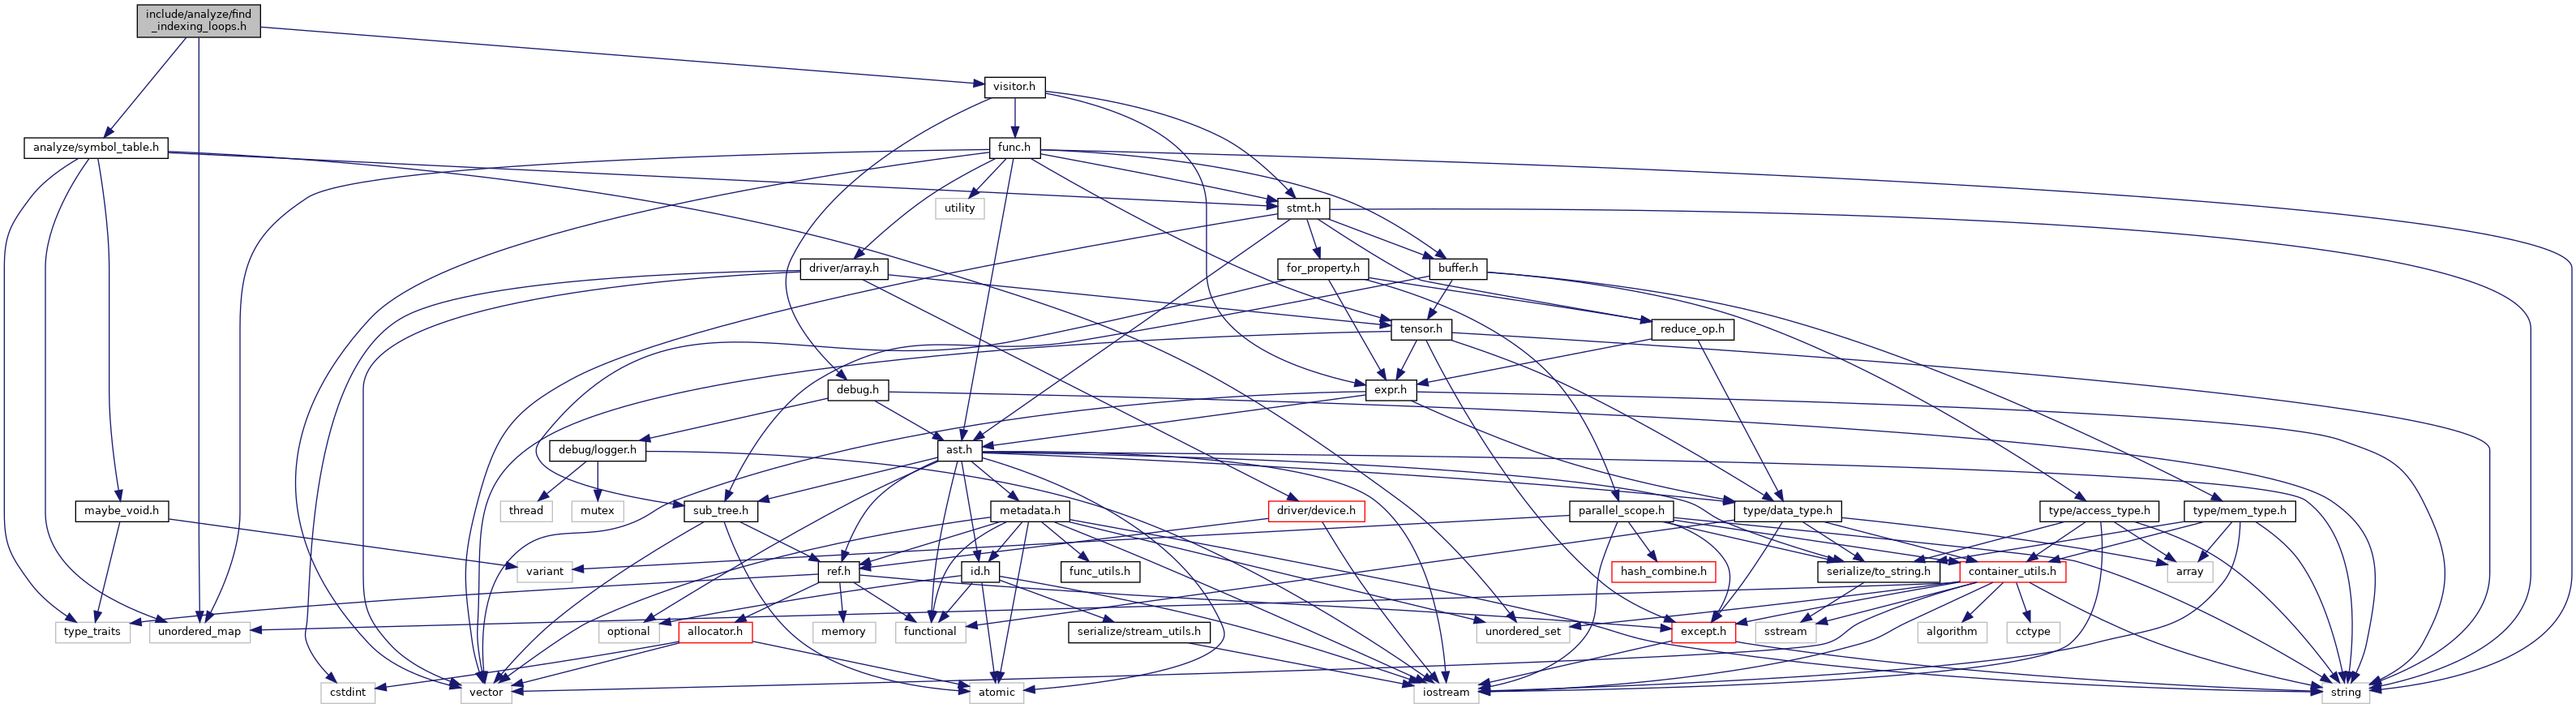 include/analyze/find
_indexing_loops.h
visitor.h
analyze/symbol_table.h
func.h
utility
stmt.h
driver/array.h
for_property.h
buffer.h
tensor.h
reduce_op.h
debug.h
expr.h
debug/logger.h
ast.h
maybe_void.h
thread
mutex
sub_tree.h
metadata.h
driver/device.h
parallel_scope.h
type/data_type.h
type/access_type.h
type/mem_type.h
variant
ref.h
id.h
func_utils.h
hash_combine.h
serialize/to_string.h
container_utils.h
array
type_traits
unordered_map
optional
allocator.h
memory
functional
serialize/stream_utils.h
unordered_set
except.h
sstream
algorithm
cctype
cstdint
vector
atomic
iostream
string